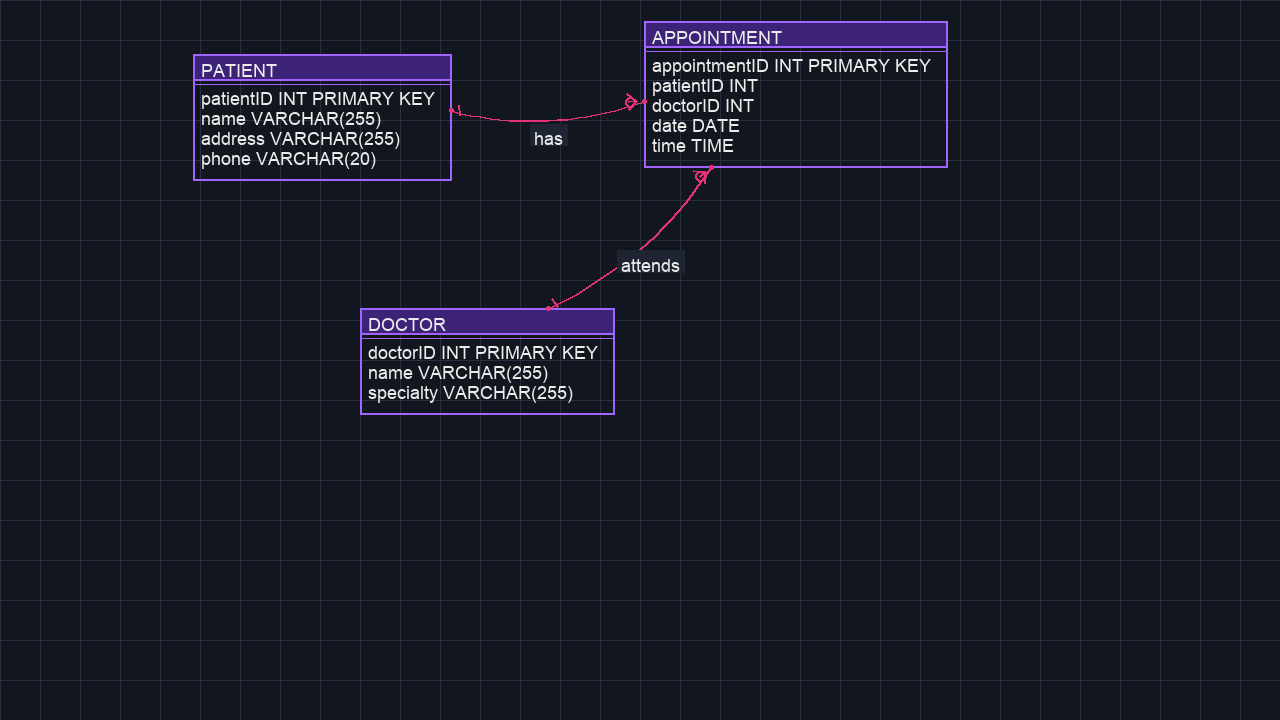 PATIENT
patientID INT PRIMARY KEY
name VARCHAR(255)
address VARCHAR(255)
phone VARCHAR(20)
has
APPOINTMENT
appointmentID INT PRIMARY KEY
patientID INT
doctorID INT
date DATE
time TIME
attends
DOCTOR
doctorID INT PRIMARY KEY
name VARCHAR(255)
specialty VARCHAR(255)